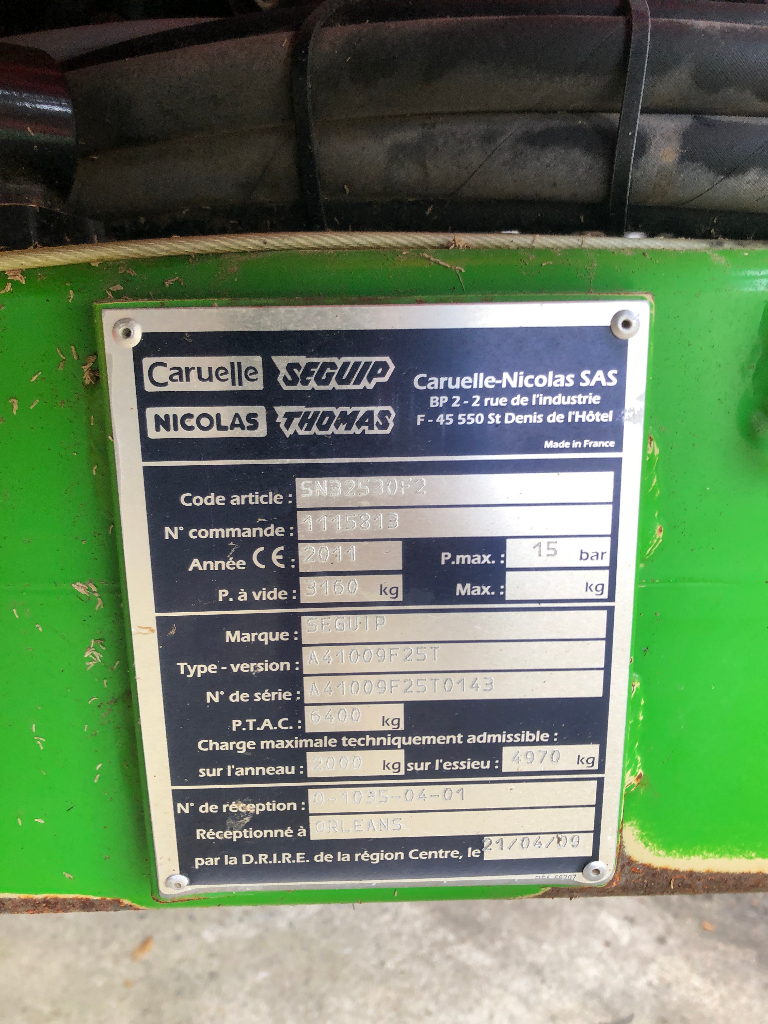 Caruelle SEGUIP
NICOLAS THOMAS
Caruelle-Nicolas SAS
BP 2 - 2 rue de l'industrie
F - 45 550 St Denis de l'Hôtel
Made in France
Code article : SN32530F2
N° commande : 1115813
Année CE : 2011 P.max. : 15 bar
P. à vide : 3160 kg Max. : kg
Marque : SEGUIP
Type - version : A41009F25T
N° de série : A41009F25T0143
P.T.A.C. : 6400 kg
Charge maximale techniquement admissible :
sur l'anneau : 2000 kg sur l'essieu : 4970 kg
N° de réception : 04-01
Réceptionné à ORLEANS
par la D.R.I.R.E. de la région Centre, le 21/04/09